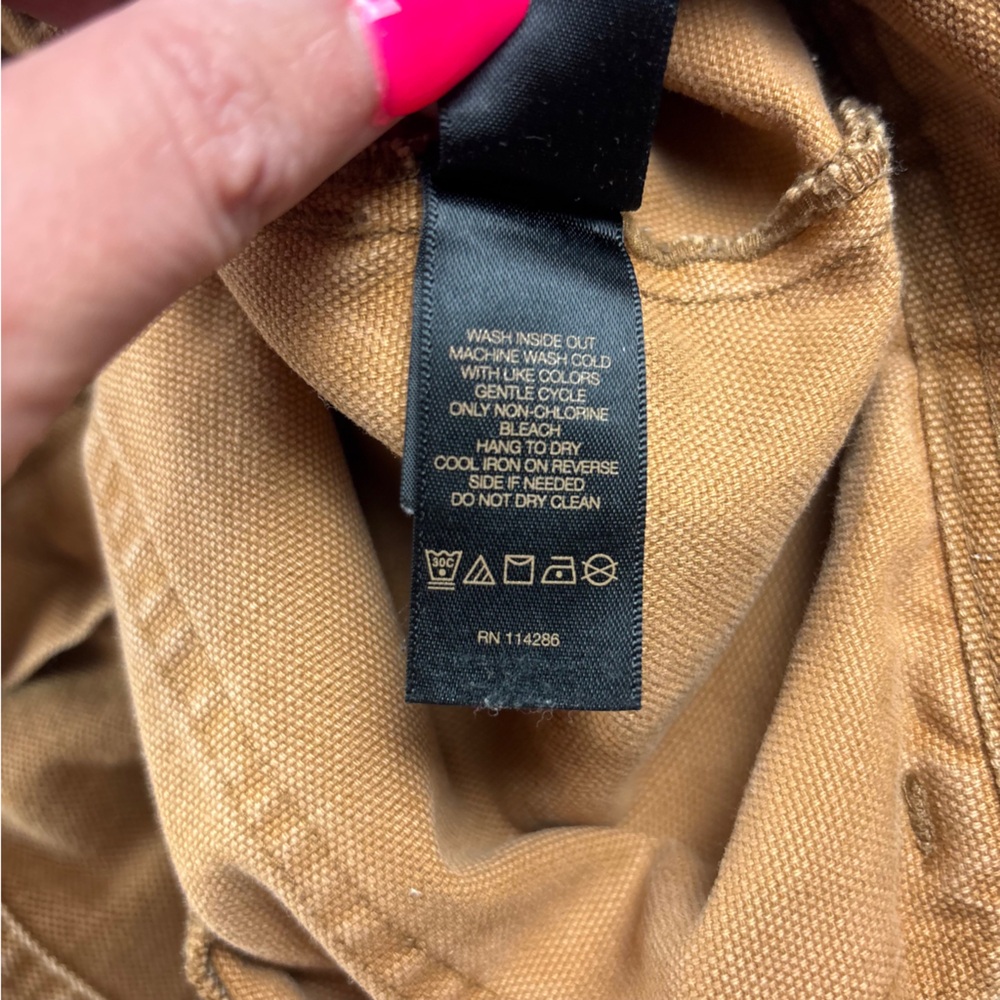 WASH INSIDE OUT
MACHINE WASH COLD
WITH LIKE COLORS
GENTLE CYCLE
ONLY NON-CHLORINE
BLEACH
HANG TO DRY
COOL IRON ON REVERSE
SIDE IF NEEDED
DO NOT DRY CLEAN
30C
RN 114286